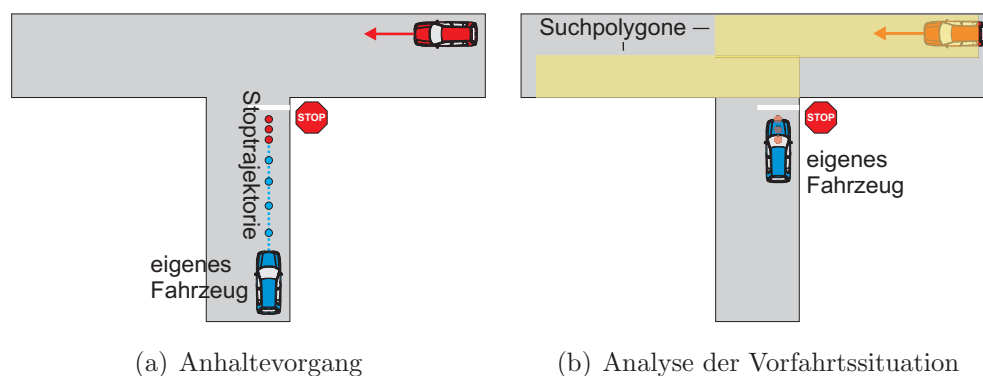 Stoptrajektorie
STOP
eigenes
Fahrzeug
(a) Anhaltevorgang
Suchpolygone
STOP
eigenes
Fahrzeug
(b) Analyse der Vorfahrtssituation